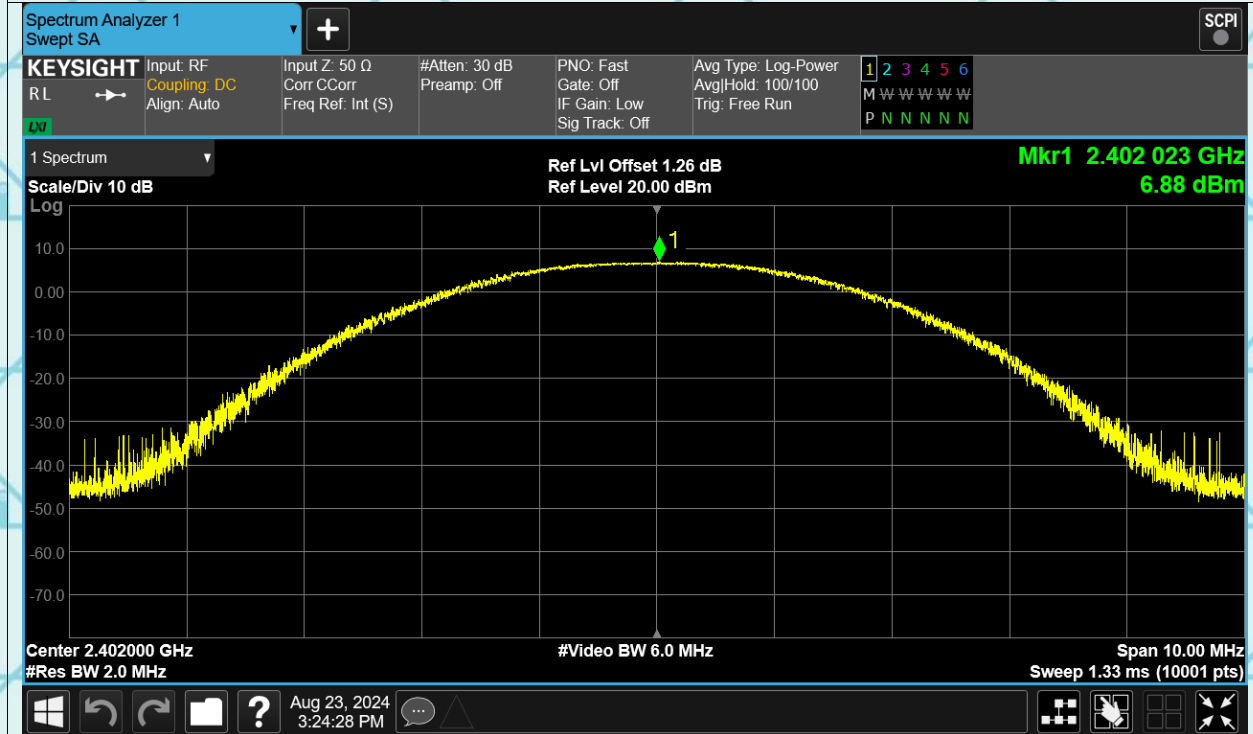 Spectrum Analyzer 1
Swept SA
SCPI
KEYSIGHT
R L
LXI
Input: RF
Coupling: DC
Align: Auto
Input Z: 50 Ω
Corr CCorr
Freq Ref: Int (S)
#Atten: 30 dB
Preamp: Off
PNO: Fast
Gate: Off
IF Gain: Low
Sig Track: Off
Avg Type: Log-Power
Avg|Hold: 100/100
Trig: Free Run
1 2 3 4 5 6
M W W W W W
P N N N N N
1 Spectrum
Scale/Div 10 dB
Log
Ref Lvl Offset 1.26 dB
Ref Level 20.00 dBm
Mkr1 2.402 023 GHz
6.88 dBm
1
10.0
0.00
-10.0
-20.0
-30.0
-40.0
-50.0
-60.0
-70.0
Center 2.402000 GHz
#Res BW 2.0 MHz
#Video BW 6.0 MHz
Span 10.00 MHz
Sweep 1.33 ms (10001 pts)
?
Aug 23, 2024
3:24:28 PM